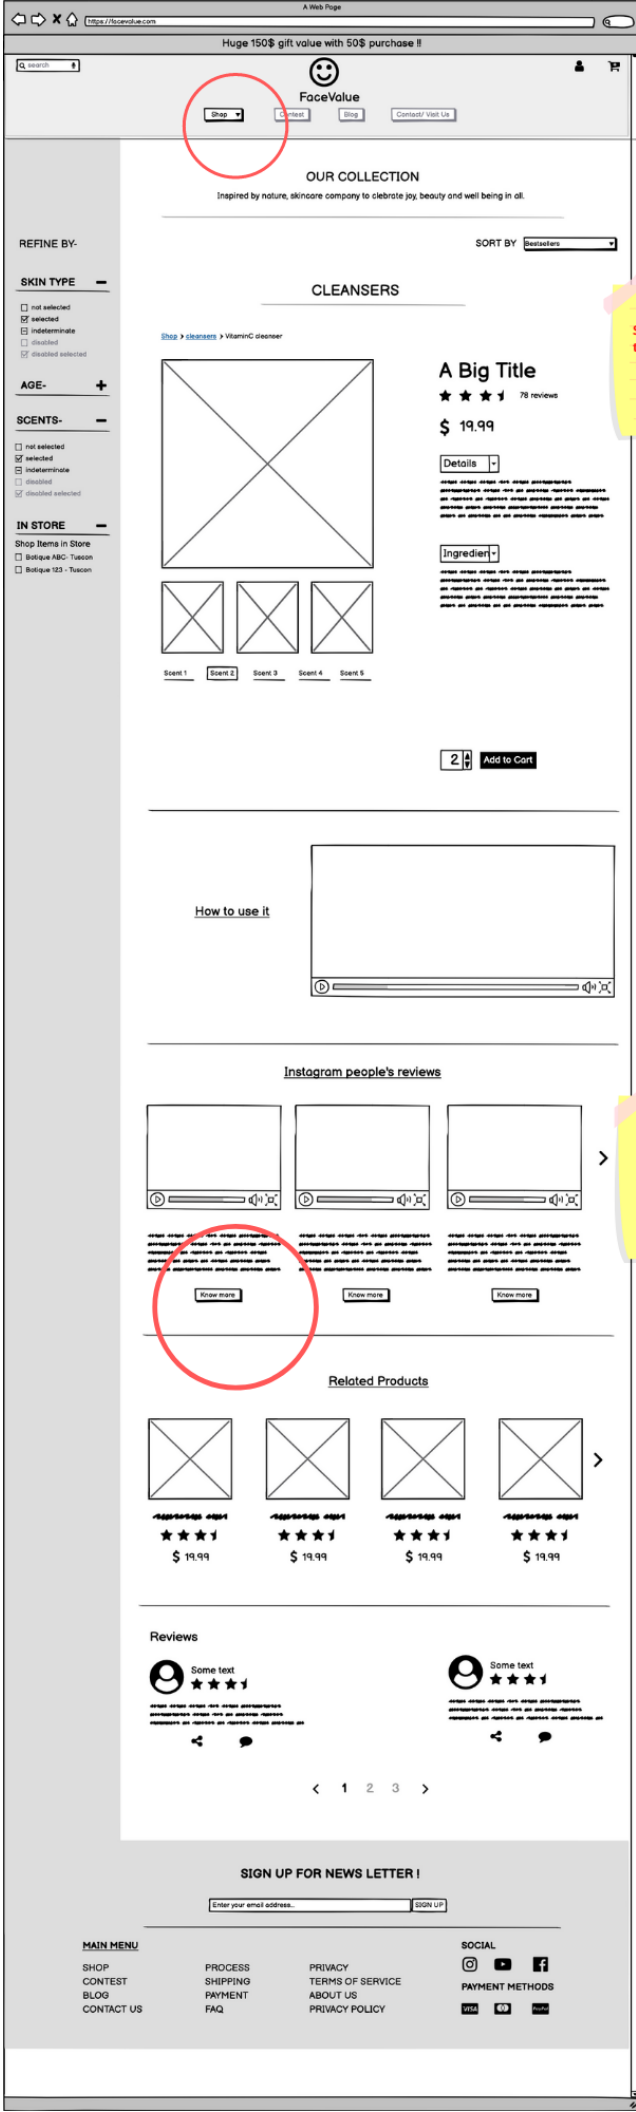 A Web Page
https://facevalue.com
Huge 150$ gift value with 50$ purchase !!
search
FaceValue
Shop
Contest
Blog
Contact/ Visit Us
OUR COLLECTION
Inspired by nature, skincare company to clebrate joy, beauty and well being in all.
REFINE BY-
SORT BY Bestsellers
SKIN TYPE
not selected
selected
indeterminate
disabled
disabled selected
AGE-
SCENTS-
not selected
selected
indeterminate
disabled
disabled selected
IN STORE
Shop Items in Store
Botique ABC- Tuscon
Botique 123 - Tuscon
CLEANSERS
Shop > cleansers > VitaminC cleanser
A Big Title
78 reviews
$ 19.99
Details
Ingredien
Scent 1
Scent 2
Scent 3
Scent 4
Scent 5
2
Add to Cart
How to use it
Instagram people's reviews
Know more
Know more
Know more
Related Products
$ 19.99
$ 19.99
$ 19.99
$ 19.99
Reviews
Some text
Some text
< 1 2 3 >
SIGN UP FOR NEWS LETTER !
Enter your email address..
SIGN UP
MAIN MENU
SHOP
CONTEST
BLOG
CONTACT US
PROCESS
SHIPPING
PAYMENT
FAQ
PRIVACY
TERMS OF SERVICE
ABOUT US
PRIVACY POLICY
SOCIAL
PAYMENT METHODS
VISA
PayPal